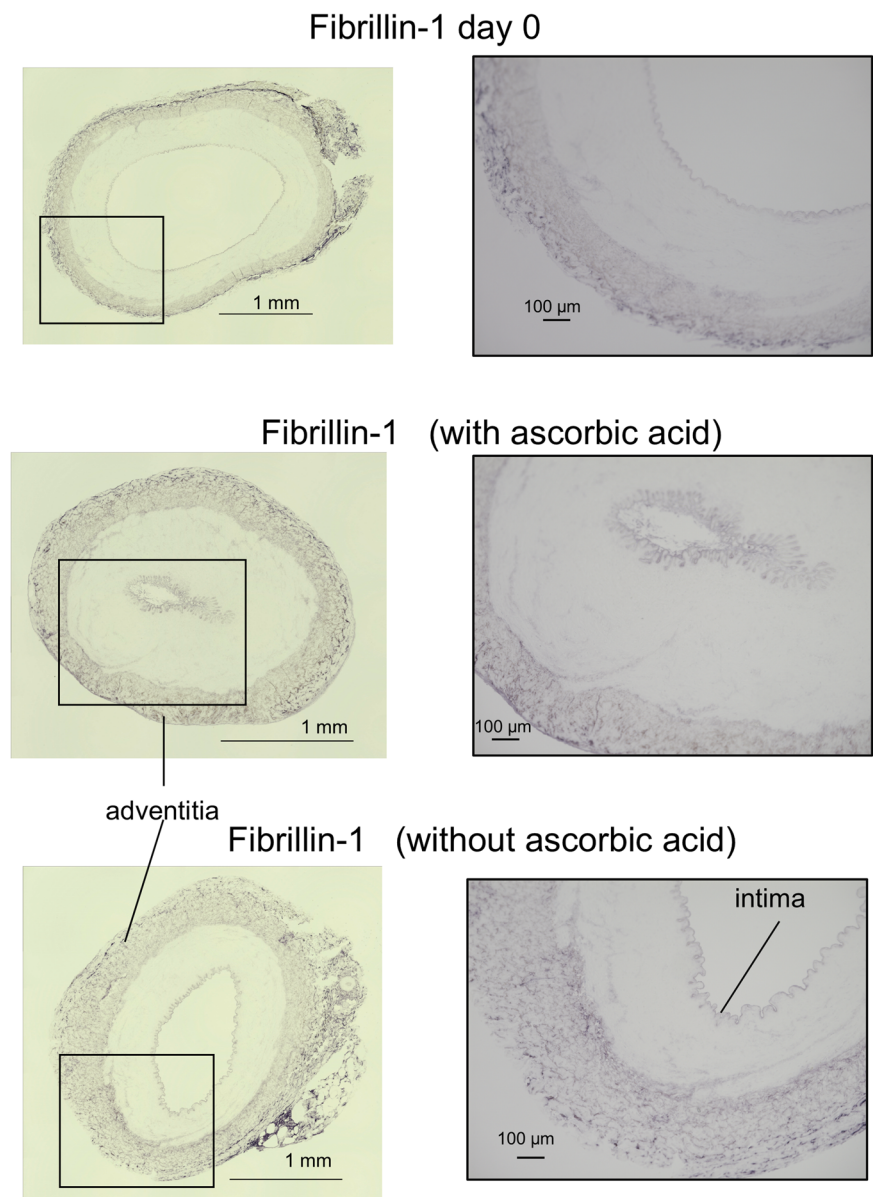 Fibrillin-1 day 0
1 mm
100 µm
Fibrillin-1 (with ascorbic acid)
1 mm
100 µm
adventitia
Fibrillin-1 (without ascorbic acid)
intima
1 mm
100 µm